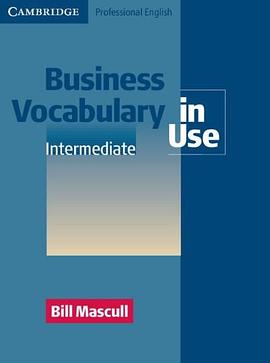 CAMBRIDGE Professional English
Business
Vocabulary in
Use
Intermediate
Bill Mascull